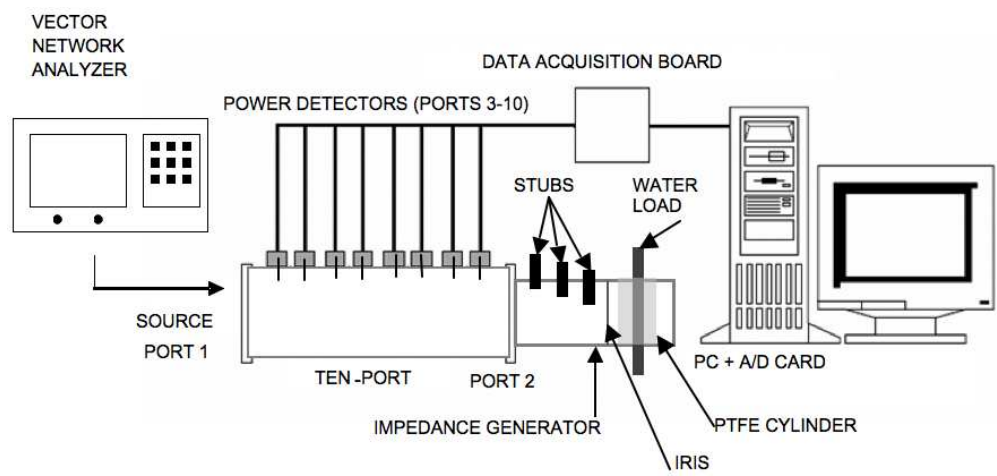 VECTOR
NETWORK
ANALYZER
DATA ACQUISITION BOARD
POWER DETECTORS (PORTS 3-10)
STUBS
WATER
LOAD
SOURCE
PORT 1
TEN -PORT
PORT 2
PC + A/D CARD
IMPEDANCE GENERATOR
PTFE CYLINDER
IRIS